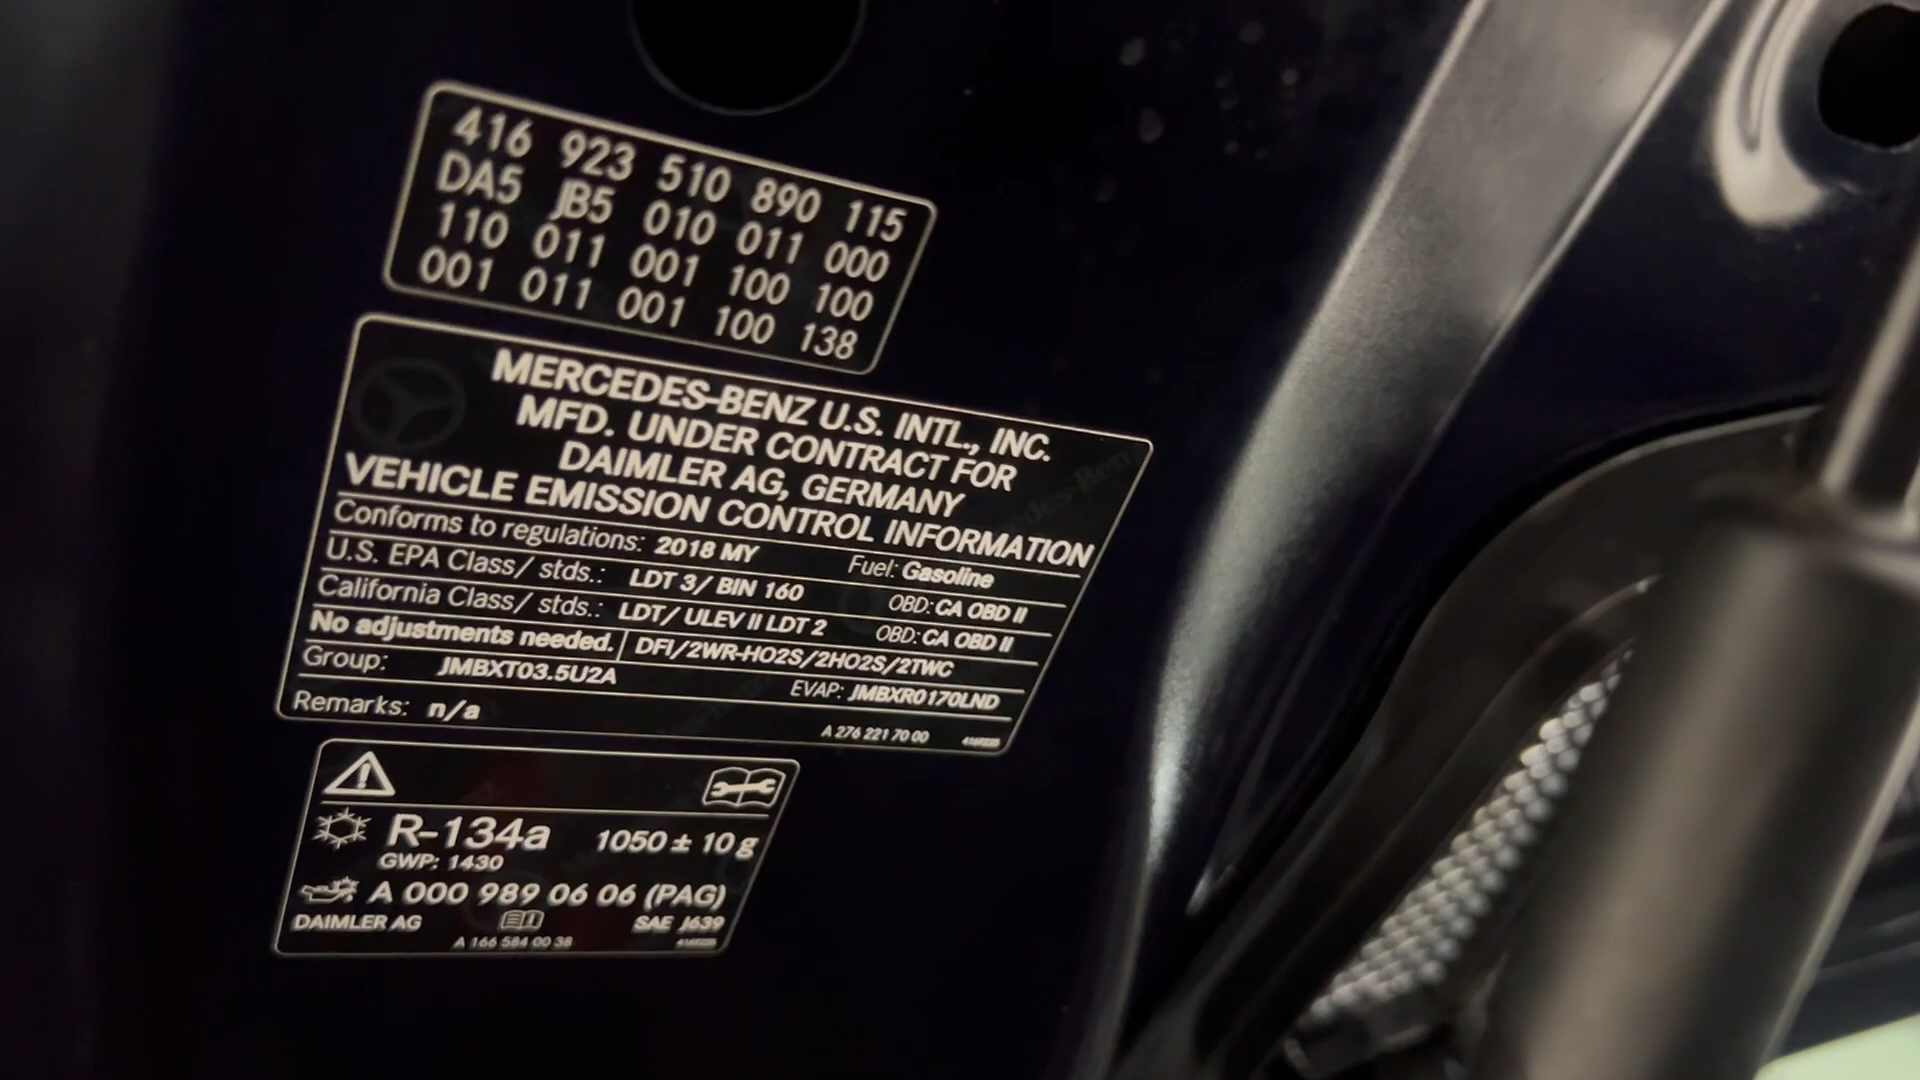 416 923 510 890 115
DA5 JB5 010 011 000
110 011 001 100 100
001 011 001 100 138
MERCEDES-BENZ U.S. INTL., INC.
MFD. UNDER CONTRACT FOR
DAIMLER AG, GERMANY
VEHICLE EMISSION CONTROL INFORMATION
Conforms to regulations: 2018 MY Fuel: Gasoline
U.S. EPA Class/ stds.: LDT 3/ BIN 160 OBD: CA OBD II
California Class/ stds.: LDT/ ULEV II LDT 2 OBD: CA OBD II
No adjustments needed. DFI/2WR-HO2S/2HO2S/2TWC
Group: JMBXT03.5U2A EVAP: JMBXR0170LND
Remarks: n/a
A 276 221 70 00
R-134a 1050 ± 10 g
GWP: 1430
A 000 989 06 06 (PAG)
DAIMLER AG SAE J639
A 166 584 00 38